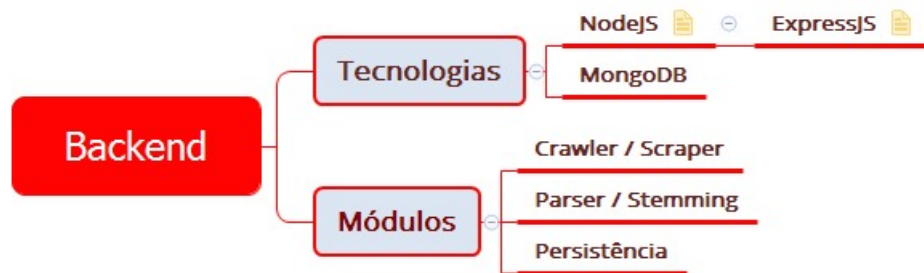 Backend
Tecnologias
NodeJS
ExpressJS
MongoDB
Módulos
Crawler / Scraper
Parser / Stemming
Persistência